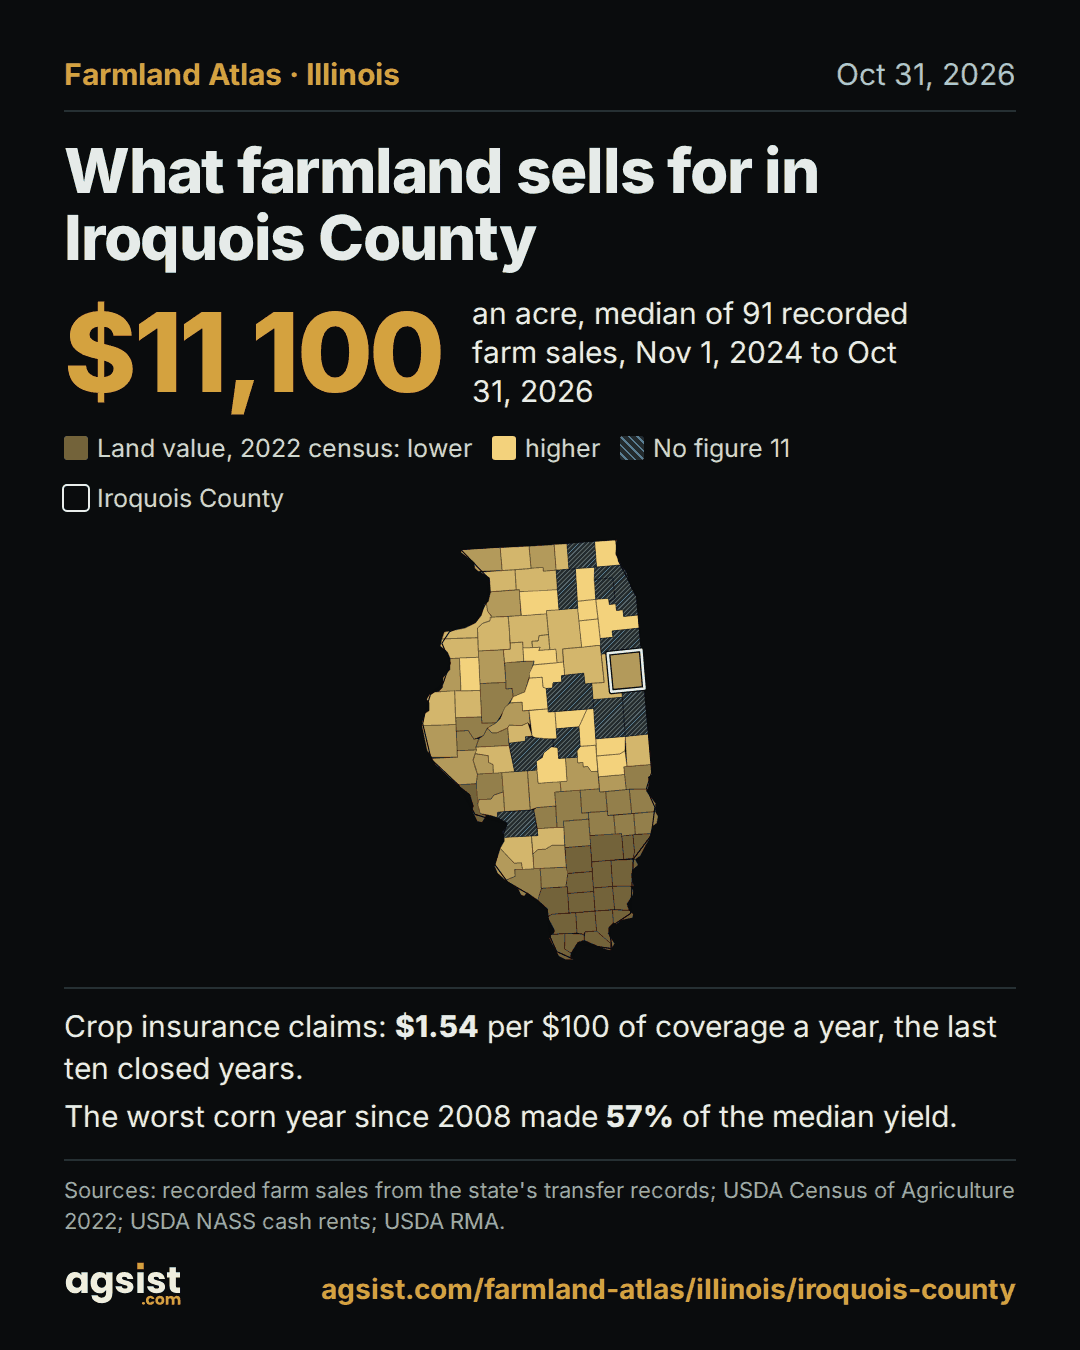 Farmland Atlas · Illinois
Oct 31, 2026
What farmland sells for in
Iroquois County
$11,100
an acre, median of 91 recorded
farm sales, Nov 1, 2024 to Oct
31, 2026
Land value, 2022 census: lower
higher
No figure 11
Iroquois County
Crop insurance claims: $1.54 per $100 of coverage a year, the last
ten closed years.
The worst corn year since 2008 made 57% of the median yield.
Sources: recorded farm sales from the state's transfer records; USDA Census of Agriculture
2022; USDA NASS cash rents; USDA RMA.
agsist
.com
agsist.com/farmland-atlas/illinois/iroquois-county